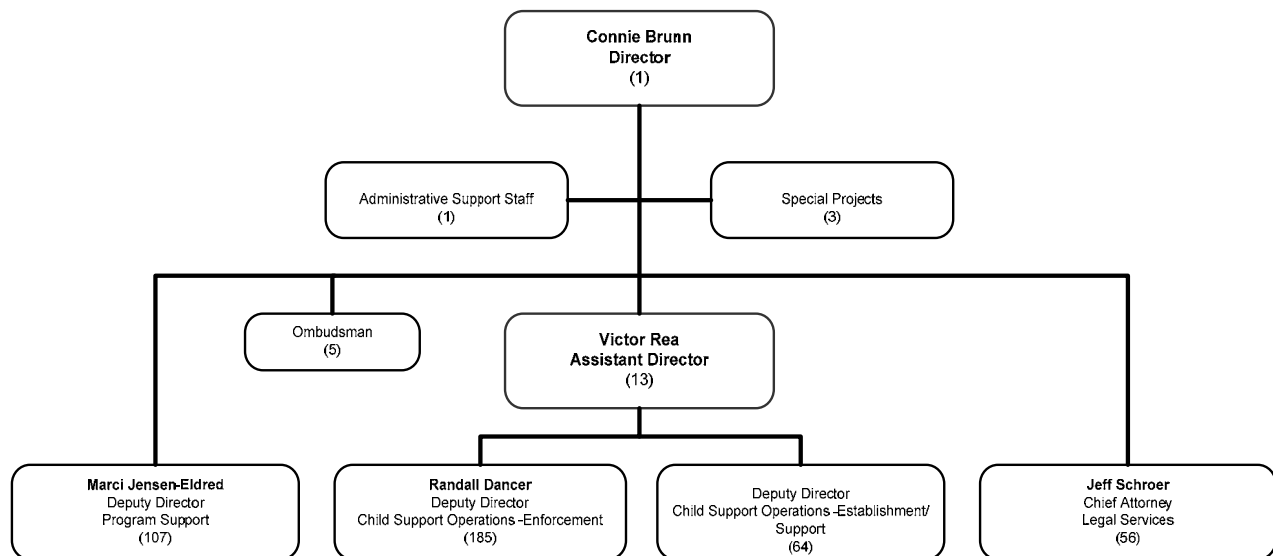 Connie Brunn
Director
(1)
Administrative Support Staff
(1)
Special Projects
(3)
Ombudsman
(5)
Victor Rea
Assistant Director
(13)
Marci Jensen-Eldred
Deputy Director
Program Support
(107)
Randall Dancer
Deputy Director
Child Support Operations -Enforcement
(185)
Deputy Director
Child Support Operations -Establishment/
Support
(64)
Jeff Schroer
Chief Attorney
Legal Services
(56)